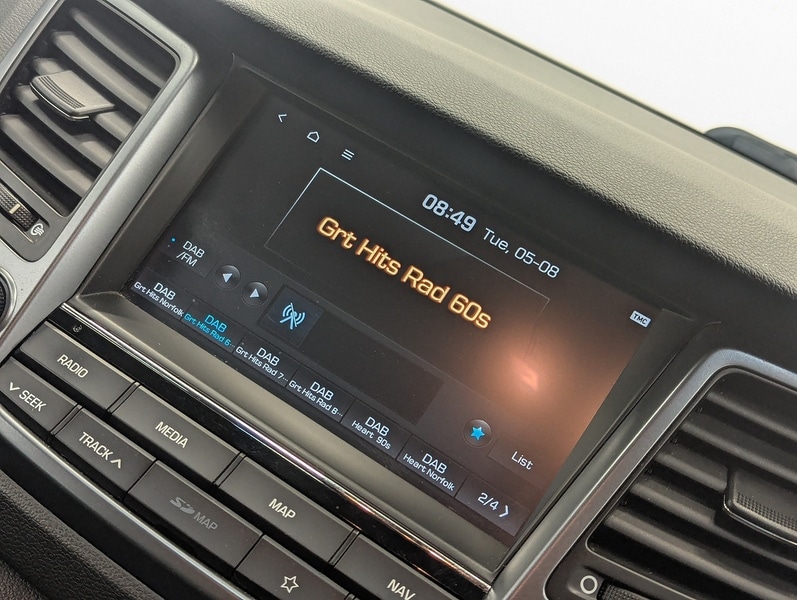 08:49 Tue, 05-08
TMC
Grt Hits Rad 60s
DAB
/FM
DAB
Grt Hits Norfolk
DAB
Grt Hits Rad 6...
DAB
Grt Hits Rad 7...
DAB
Grt Hits Rad 8...
DAB
Heart 90s
DAB
Heart Norfolk
List
2/4
RADIO
SEEK
MEDIA
TRACK
MAP
SD MAP
NAV